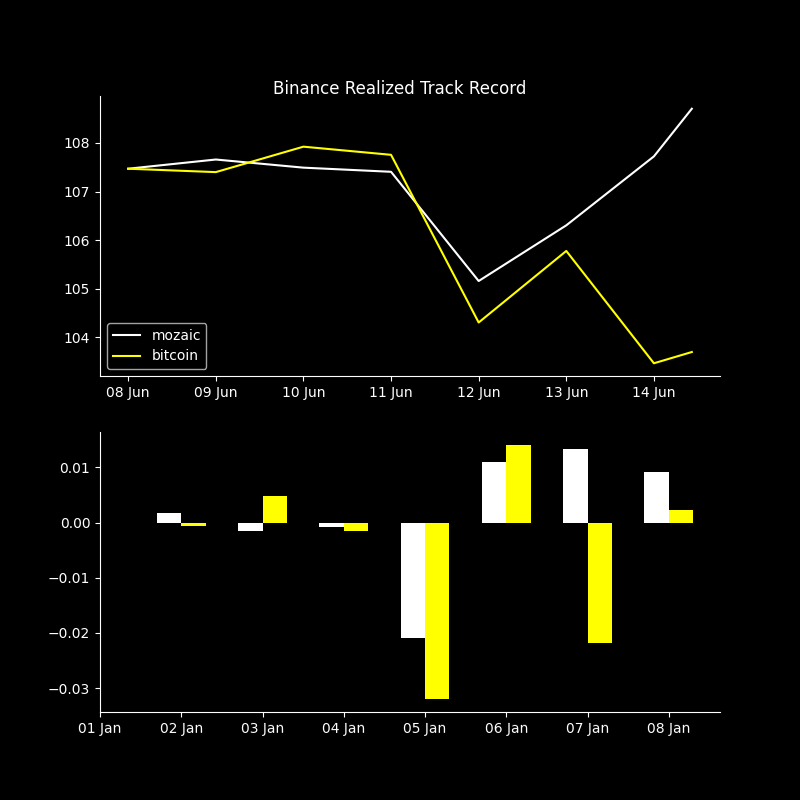 Binance Realized Track Record
108
107
106
105
104
mozaic
bitcoin
08 Jun 09 Jun 10 Jun 11 Jun 12 Jun 13 Jun 14 Jun
0.01
0.00
−0.01
−0.02
−0.03
01 Jan 02 Jan 03 Jan 04 Jan 05 Jan 06 Jan 07 Jan 08 Jan